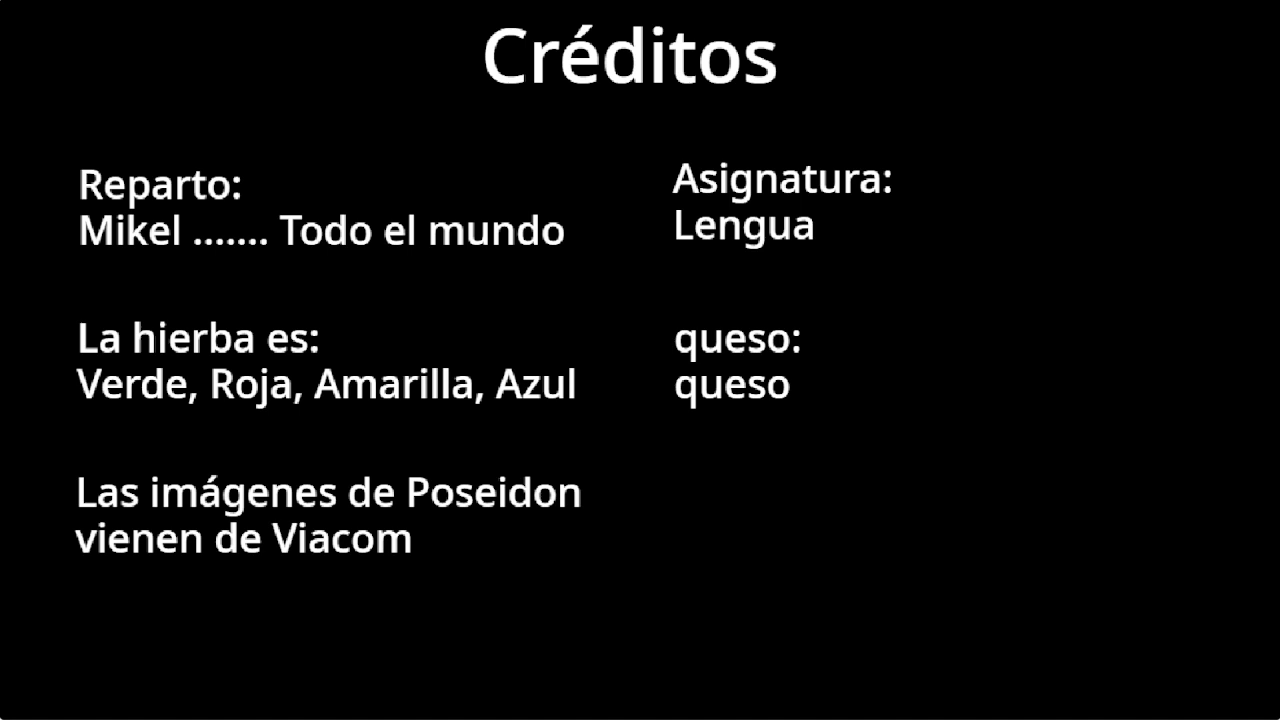 Créditos
Reparto:
Mikel ....... Todo el mundo
Asignatura:
Lengua
La hierba es:
Verde, Roja, Amarilla, Azul
queso:
queso
Las imágenes de Poseidon
vienen de Viacom